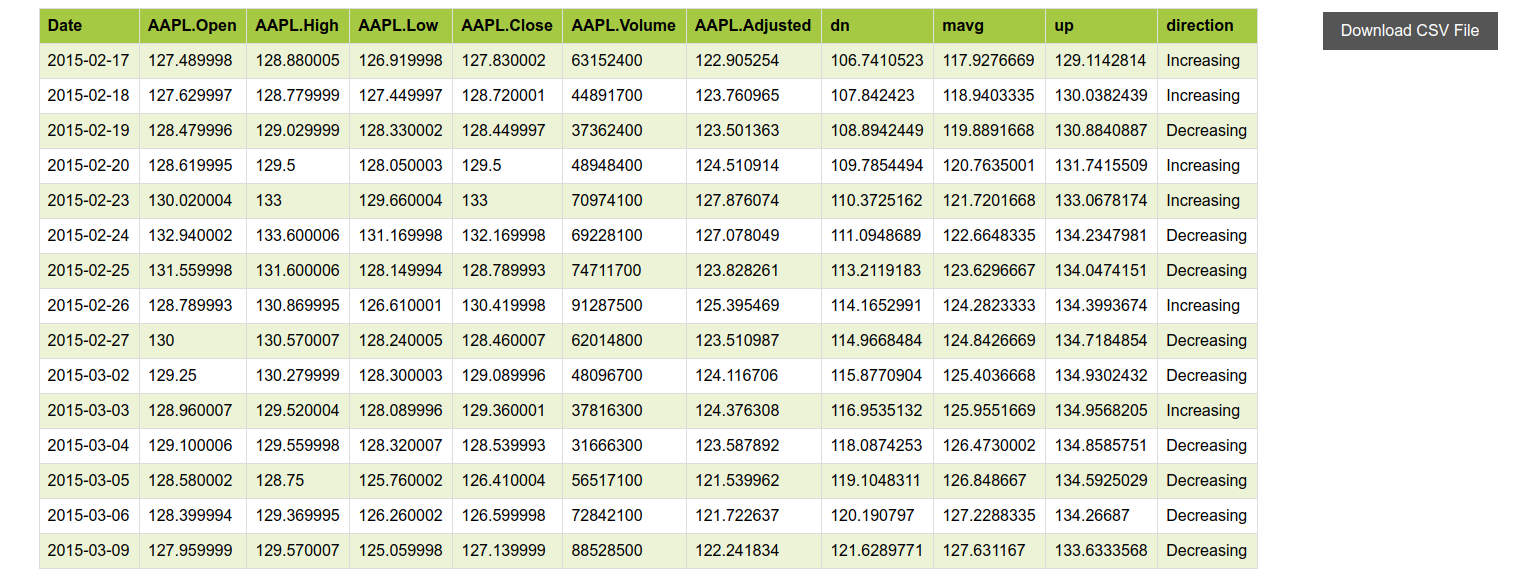 Date AAPL.Open AAPL.High AAPL.Low AAPL.Close AAPL.Volume AAPL.Adjusted dn mavg up direction Download CSV File
2015-02-17 127.489998 128.880005 126.919998 127.830002 63152400 122.905254 106.7410523 117.9276669 129.1142814 Increasing
2015-02-18 127.629997 128.779999 127.449997 128.720001 44891700 123.760965 107.842423 118.9403335 130.0382439 Increasing
2015-02-19 128.479996 129.029999 128.330002 128.449997 37362400 123.501363 108.8942449 119.8891668 130.8840887 Decreasing
2015-02-20 128.619995 129.5 128.050003 129.5 48948400 124.510914 109.7854494 120.7635001 131.7415509 Increasing
2015-02-23 130.020004 133 129.660004 133 70974100 127.876074 110.3725162 121.7201668 133.0678174 Increasing
2015-02-24 132.940002 133.600006 131.169998 132.169998 69228100 127.078049 111.0948689 122.6648335 134.2347981 Decreasing
2015-02-25 131.559998 131.600006 128.149994 128.789993 74711700 123.828261 113.2119183 123.6296667 134.0474151 Decreasing
2015-02-26 128.789993 130.869995 126.610001 130.419998 91287500 125.395469 114.1652991 124.2823333 134.3993674 Increasing
2015-02-27 130 130.570007 128.240005 128.460007 62014800 123.510987 114.9668484 124.8426669 134.7184854 Decreasing
2015-03-02 129.25 130.279999 128.300003 129.089996 48096700 124.116706 115.8770904 125.4036668 134.9302432 Decreasing
2015-03-03 128.960007 129.520004 128.089996 129.360001 37816300 124.376308 116.9535132 125.9551669 134.9568205 Increasing
2015-03-04 129.100006 129.559998 128.320007 128.539993 31666300 123.587892 118.0874253 126.4730002 134.8585751 Decreasing
2015-03-05 128.580002 128.75 125.760002 126.410004 56517100 121.539962 119.1048311 126.848667 134.5925029 Decreasing
2015-03-06 128.399994 129.369995 126.260002 126.599998 72842100 121.722637 120.190797 127.2288335 134.26687 Decreasing
2015-03-09 127.959999 129.570007 125.059998 127.139999 88528500 122.241834 121.6289771 127.631167 133.6333568 Decreasing